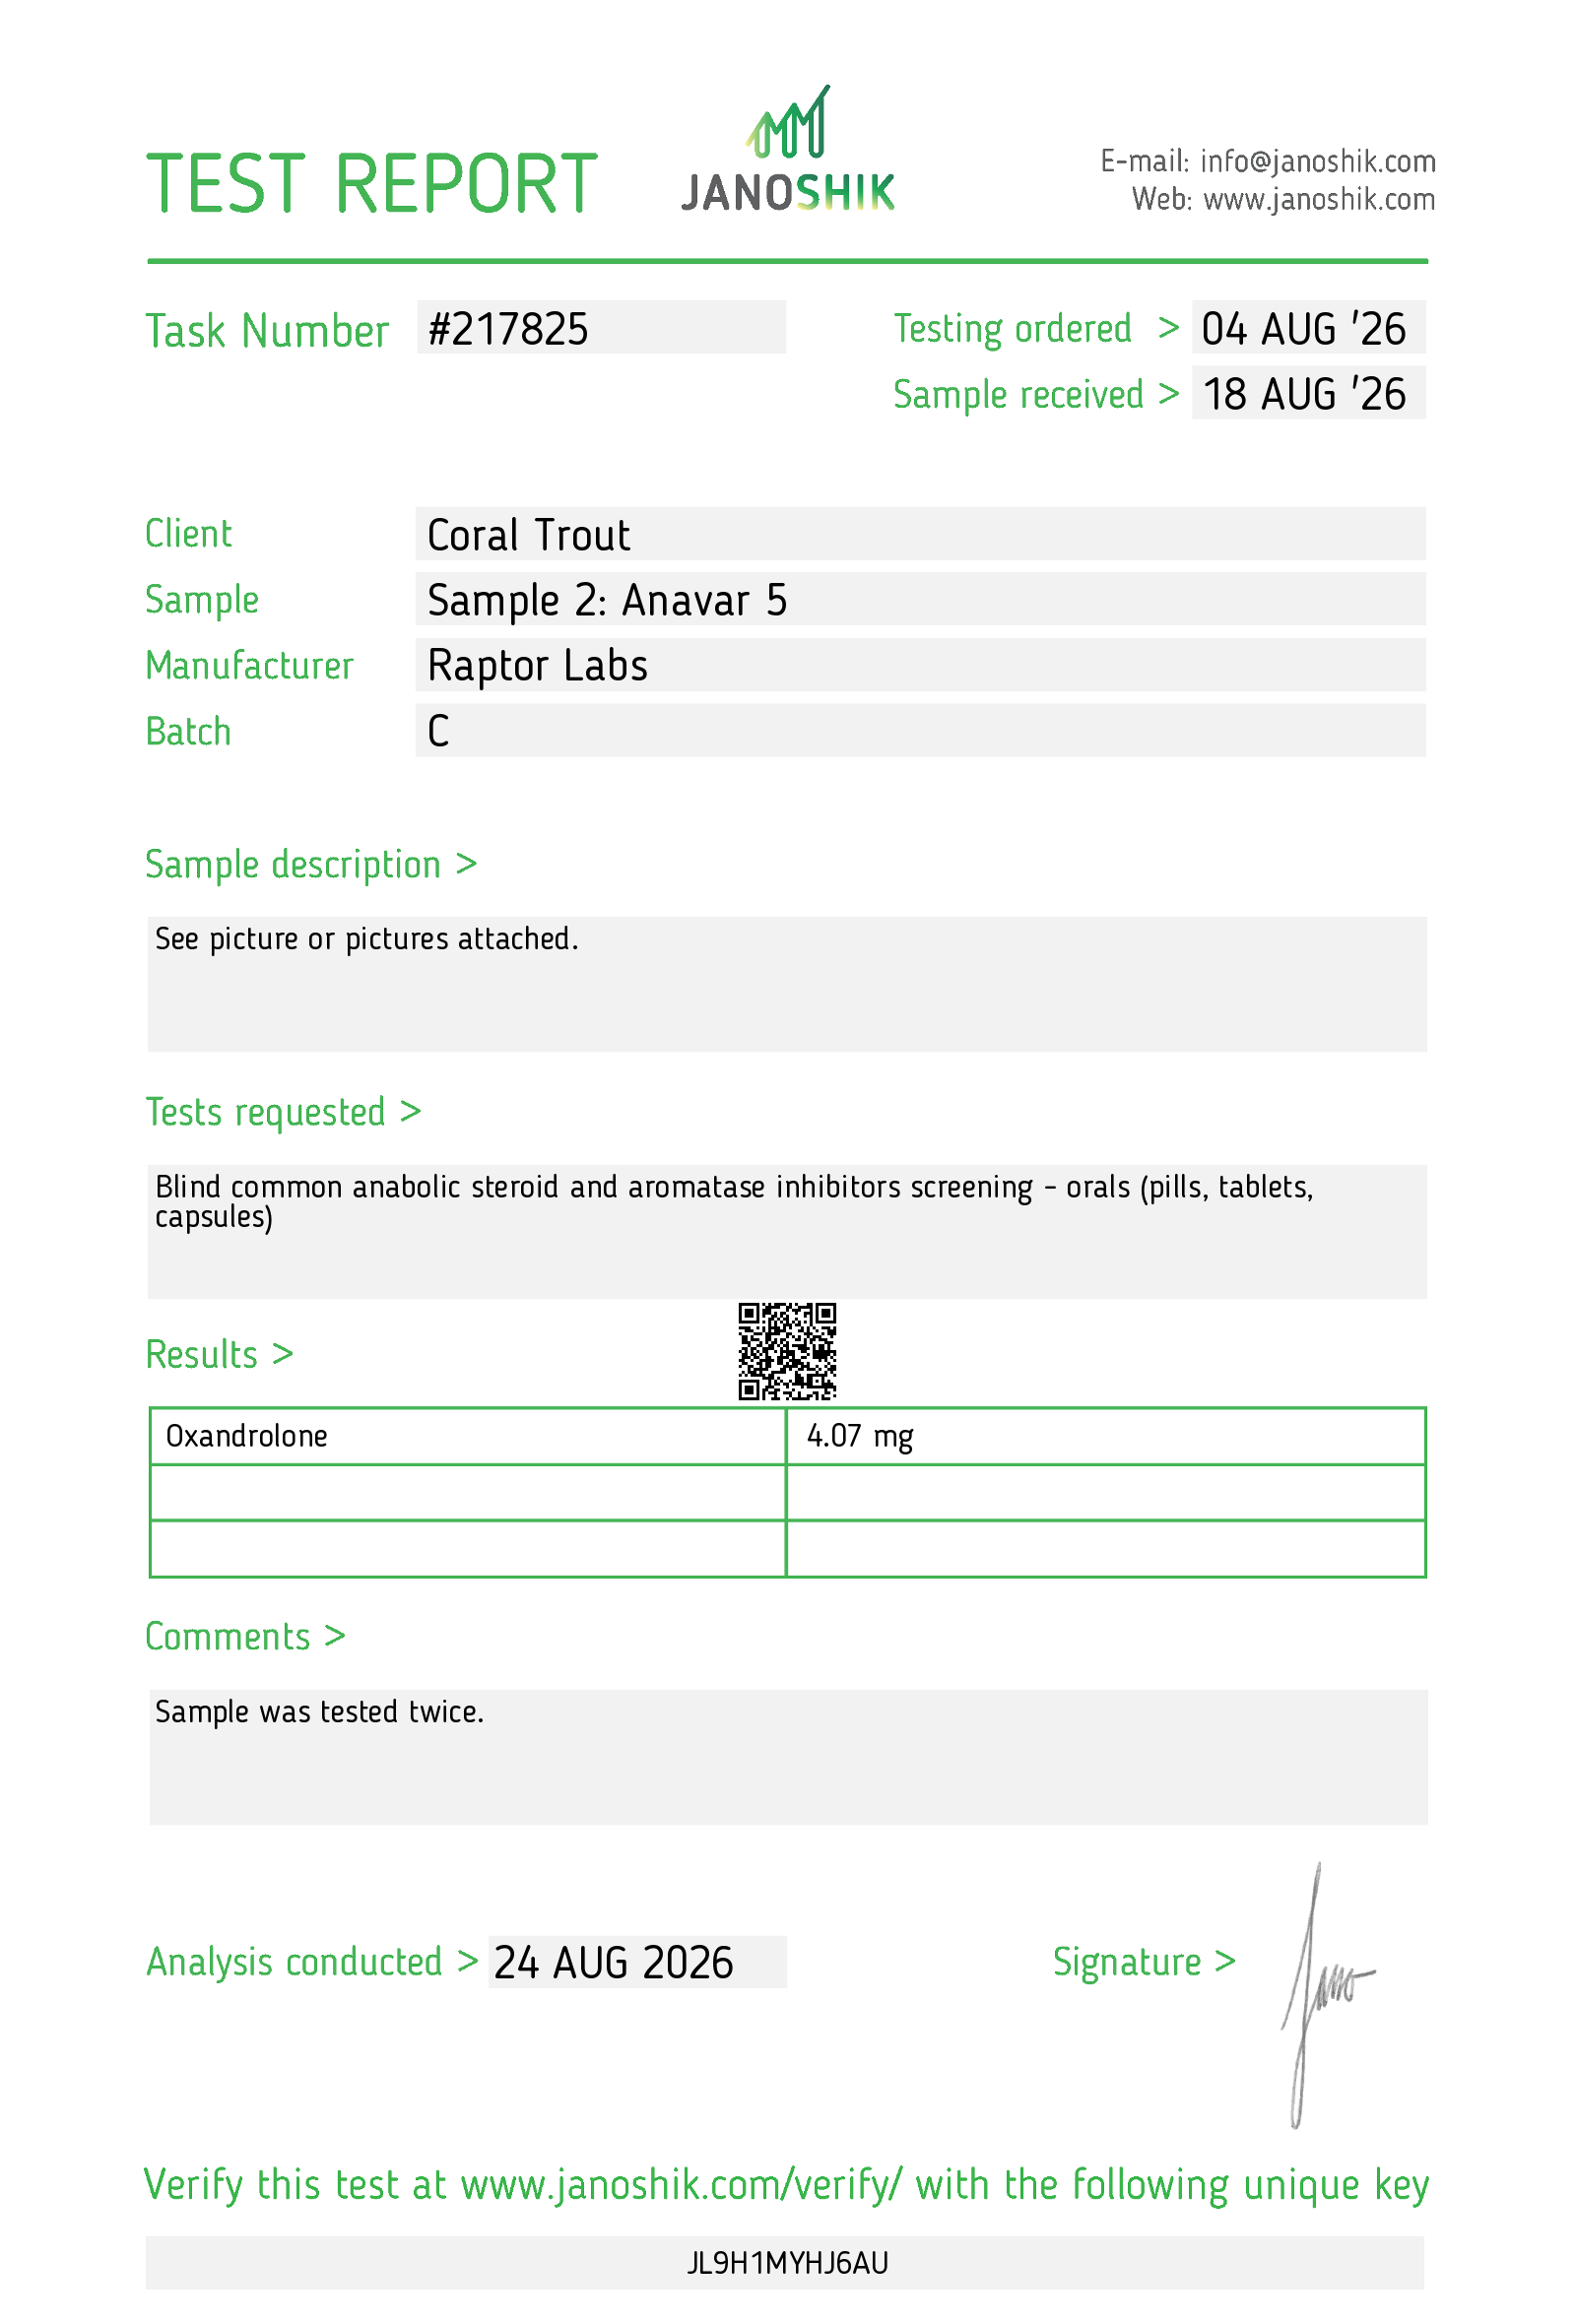 TEST REPORT
JANOSHIK
E-mail: info@janoshik.com
Web: www.janoshik.com
Task Number #217825
Testing ordered > 04 AUG '26
Sample received > 18 AUG '26
Client Coral Trout
Sample Sample 2: Anavar 5
Manufacturer Raptor Labs
Batch C
Sample description >
See picture or pictures attached.
Tests requested >
Blind common anabolic steroid and aromatase inhibitors screening - orals (pills, tablets,
capsules)
Results >
Oxandrolone 4.07 mg
Comments >
Sample was tested twice.
Analysis conducted > 24 AUG 2026
Signature >
Verify this test at www.janoshik.com/verify/ with the following unique key
JL9H1MYHJ6AU